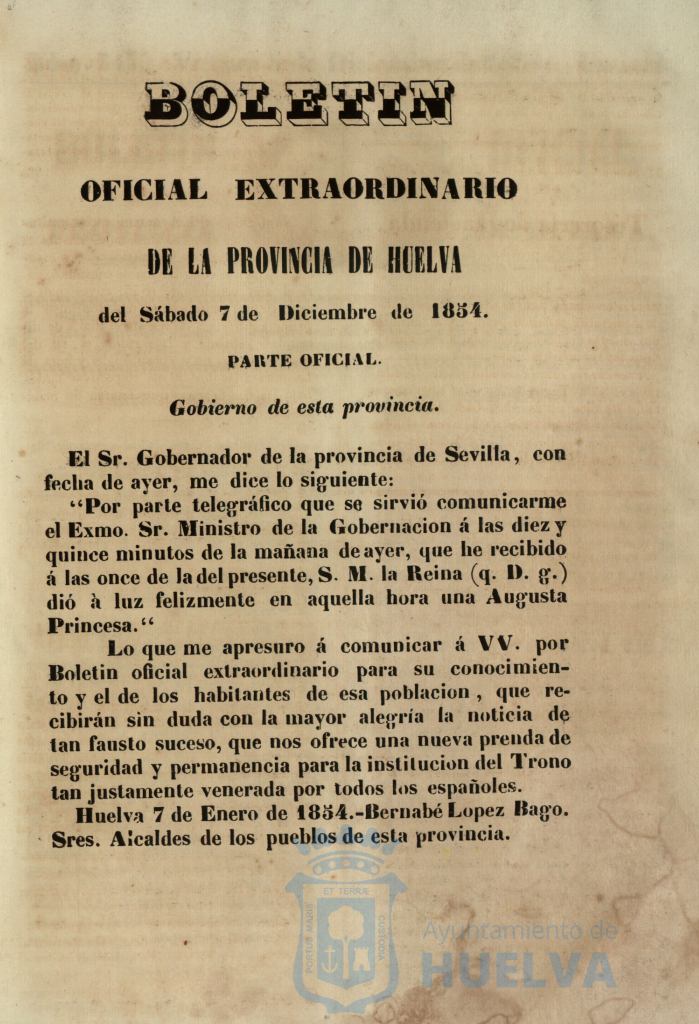 BOLETIN
OFICIAL EXTRAORDINARIO
DE LA PROVINCIA DE HUELVA
del Sábado 7 de Diciembre de 1854.
PARTE OFICIAL.
Gobierno de esta provincia.
El Sr. Gobernador de la provincia de Sevilla, con
fecha de ayer, me dice lo siguiente:
"Por parte telegráfico que se sirvió comunicarme
el Exmo. Sr. Ministro de la Gobernacion á las diez y
quince minutos de la mañana de ayer, que he recibido
á las once de la del presente, S. M. la Reina (q. D. g.)
dió à luz felizmente en aquella hora una Augusta
Princesa."
Lo que me apresuro á comunicar á VV. por
Boletin oficial extraordinario para su conocimien-
to y el de los habitantes de esa poblacion, que re-
cibirán sin duda con la mayor alegría la noticia de
tan fausto suceso, que nos ofrece una nueva prenda de
seguridad y permanencia para la institucion del Trono
tan justamente venerada por todos los españoles.
Huelva 7 de Enero de 1854.-Bernabé Lopez Bago.
Sres. Alcaldes de los pueblos de esta provincia.
ET TERRÆ
PORTUS MARIS
CUSTODIA
Ayuntamiento de
HUELVA